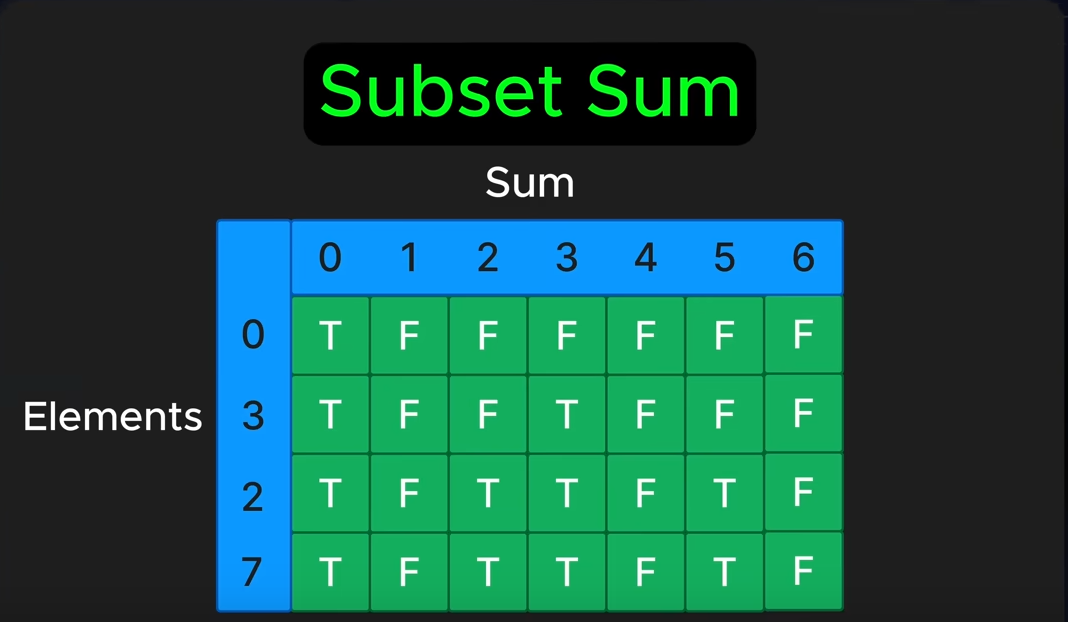 Subset Sum
Sum
0 1 2 3 4 5 6
0 T F F F F F F
Elements 3 T F F T F F F
2 T F T T F T F
7 T F T T F T F